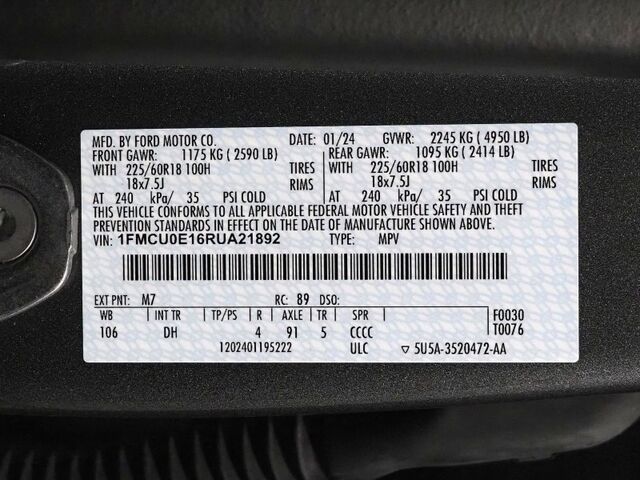 MFD. BY FORD MOTOR CO. DATE: 01/24 GVWR: 2245 KG ( 4950 LB)
FRONT GAWR: 1175 KG ( 2590 LB) REAR GAWR: 1095 KG ( 2414 LB)
WITH 225/60R18 100H TIRES WITH 225/60R18 100H TIRES
18x7.5J RIMS 18x7.5J RIMS
AT 240 kPa/ 35 PSI COLD AT 240 kPa/ 35 PSI COLD
THIS VEHICLE CONFORMS TO ALL APPLICABLE FEDERAL MOTOR VEHICLE SAFETY AND THEFT
PREVENTION STANDARDS IN EFFECT ON THE DATE OF MANUFACTURE SHOWN ABOVE.
VIN: 1FMCU0E16RUA21892 TYPE: MPV
EXT PNT: M7 RC: 89 DSO: F0030
WB INT TR TP/PS R AXLE TR SPR T0076
106 DH 4 91 5 CCCC
1202401195222 ULC ▽ 5U5A-3520472-AA